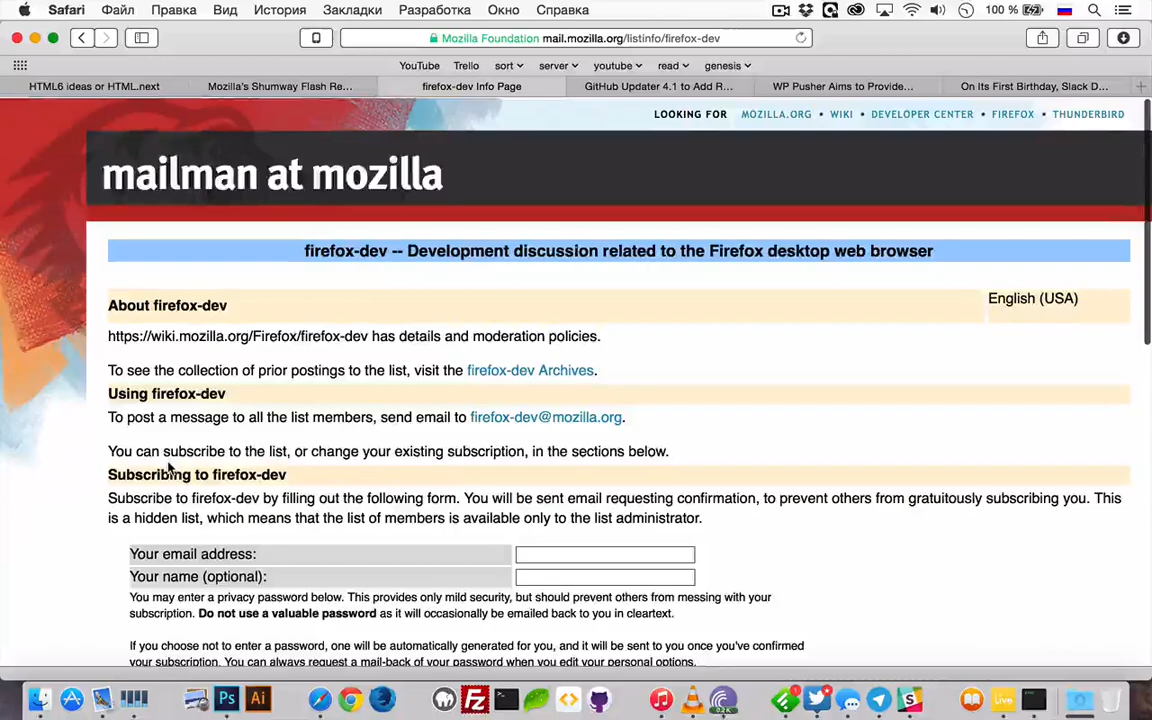 Safari Файл Правка Вид История Закладки Разработка Окно Справка 100 %
Mozilla Foundation mail.mozilla.org/listinfo/firefox-dev
YouTube Trello sort server youtube read genesis
HTML6 ideas or HTML.next Mozilla's Shumway Flash Re... firefox-dev Info Page GitHub Updater 4.1 to Add R... WP Pusher Aims to Provide... On Its First Birthday, Slack D...
LOOKING FOR MOZILLA.ORG • WIKI • DEVELOPER CENTER • FIREFOX • THUNDERBIRD
mailman at mozilla
firefox-dev -- Development discussion related to the Firefox desktop web browser
About firefox-dev English (USA)
https://wiki.mozilla.org/Firefox/firefox-dev has details and moderation policies.
To see the collection of prior postings to the list, visit the firefox-dev Archives.
Using firefox-dev
To post a message to all the list members, send email to firefox-dev@mozilla.org.
You can subscribe to the list, or change your existing subscription, in the sections below.
Subscribing to firefox-dev
Subscribe to firefox-dev by filling out the following form. You will be sent email requesting confirmation, to prevent others from gratuitously subscribing you. This
is a hidden list, which means that the list of members is available only to the list administrator.
Your email address:
Your name (optional):
You may enter a privacy password below. This provides only mild security, but should prevent others from messing with your
subscription. Do not use a valuable password as it will occasionally be emailed back to you in cleartext.
If you choose not to enter a password, one will be automatically generated for you, and it will be sent to you once you've confirmed
your subscription. You can always request a mail-back of your password when you edit your personal options.
Ps Ai FZ Live